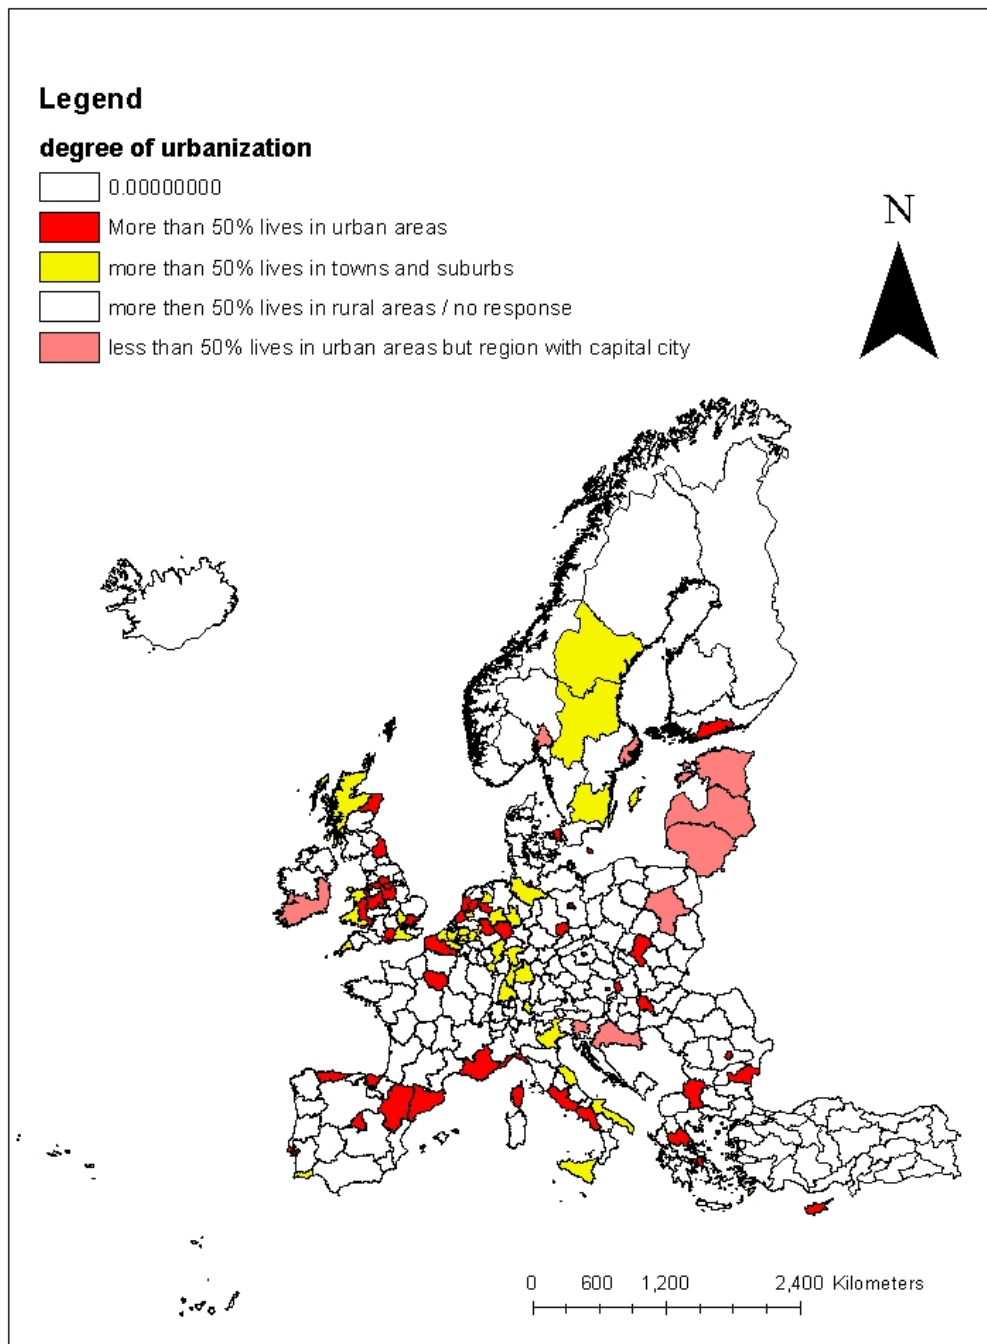 Legend
degree of urbanization
0.00000000
More than 50% lives in urban areas
more than 50% lives in towns and suburbs
more then 50% lives in rural areas / no response
less than 50% lives in urban areas but region with capital city
N
0 600 1,200 2,400 Kilometers